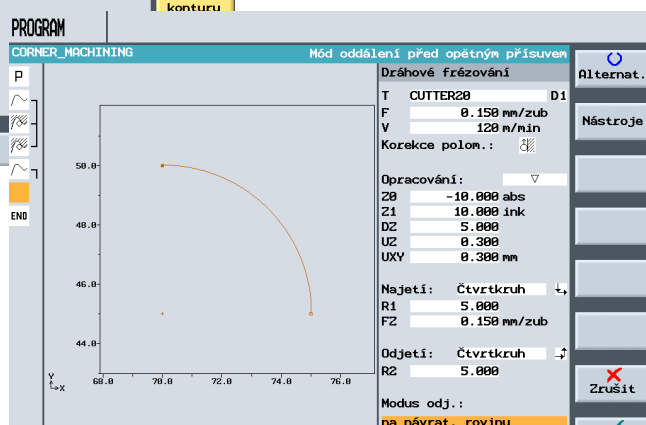 konturu
PROGRAM
CORNER_MACHINING Mód oddálení před opětným přísuvem
P
END
50.0
48.0
46.0
44.0
68.0 70.0 72.0 74.0 76.0
Y
X
Dráhové frézování
T CUTTER20 D1
F 0.150 mm/zub
V 120 m/min
Korekce polom.:
Opracování: ▽
Z0 -10.000 abs
Z1 10.000 ink
DZ 5.000
UZ 0.300
UXY 0.300 mm
Najetí: Čtvrtkruh
R1 5.000
FZ 0.150 mm/zub
Odjetí: Čtvrtkruh
R2 5.000
Modus odj.:
na návrat. rovinu
Alternat.
Nástroje
Zrušit